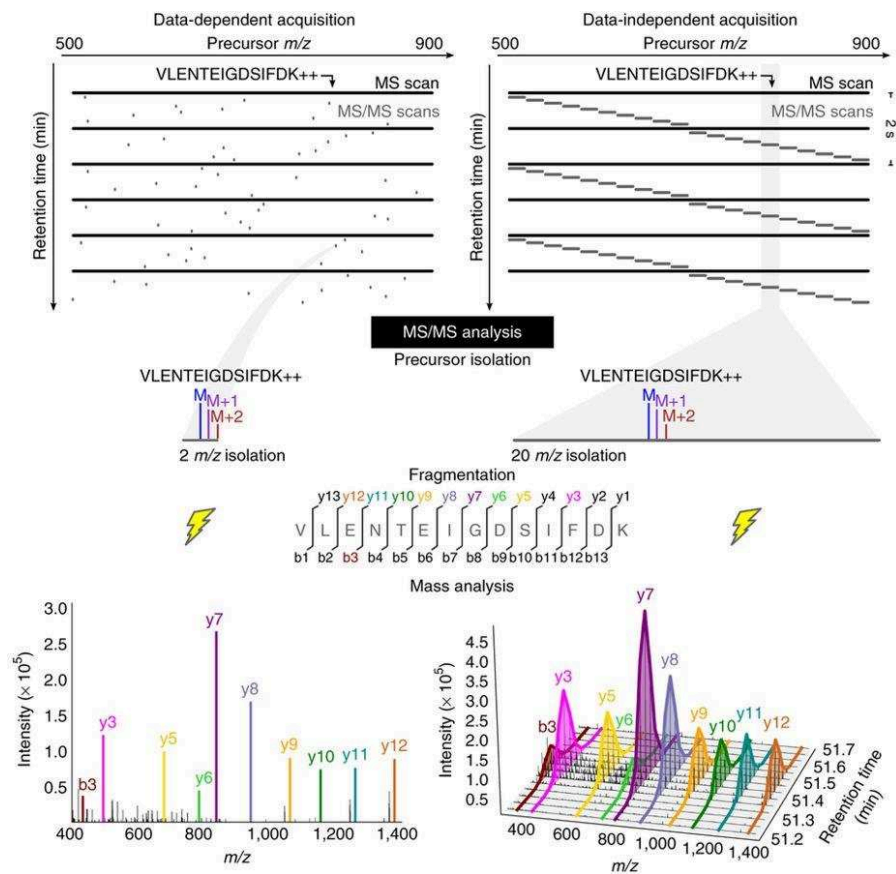 Data-dependent acquisition
500 Precursor m/z 900
VLENTEIGDSIFDK++
MS scan
MS/MS scans
Retention time (min)
Data-independent acquisition
500 Precursor m/z 900
VLENTEIGDSIFDK++
MS scan
MS/MS scans
2 s
Retention time (min)
MS/MS analysis
Precursor isolation
VLENTEIGDSIFDK++
M
M+1
M+2
2 m/z isolation
VLENTEIGDSIFDK++
M
M+1
M+2
20 m/z isolation
Fragmentation
y13 y12 y11 y10 y9 y8 y7 y6 y5 y4 y3 y2 y1
V L E N T E I G D S I F D K
b1 b2 b3 b4 b5 b6 b7 b8 b9 b10 b11 b12 b13
Mass analysis
Intensity (× 10⁵)
3.0
2.5
2.0
1.5
1.0
0.5
b3 y3 y5 y6 y7 y8 y9 y10 y11 y12
400 600 800 1,000 1,200 1,400
m/z
Intensity (× 10⁵)
4.5
4.0
3.5
3.0
2.5
2.0
1.5
1.0
0.5
b3 y3 y5 y6 y7 y8 y9 y10 y11 y12
400 600 800 1,000 1,200 1,400
m/z
51.7
51.6
51.5
51.4
51.3
51.2
Retention time
(min)